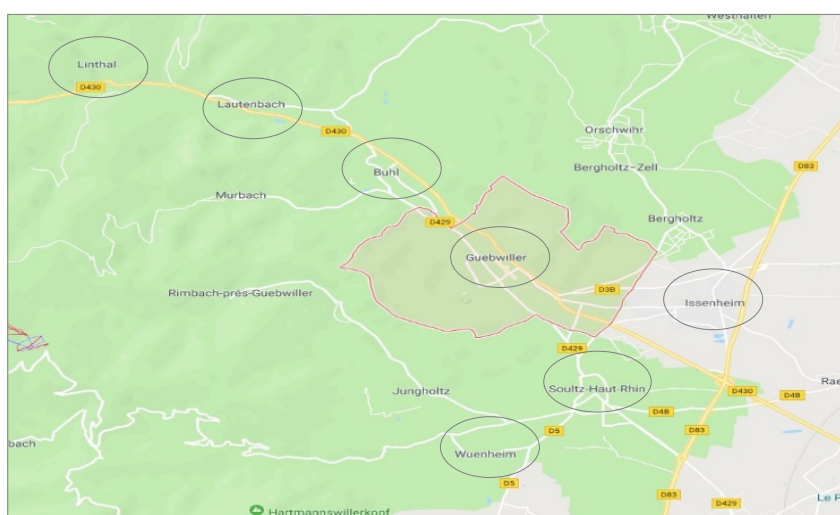 Westhalten
Linthal
D430
Lautenbach
D430
Orschwihr
D83
Buhl
Bergholtz-Zell
Murbach
D429
Bergholtz
Guebwiller
Rimbach-prés-Guebwiller
D3B
Issenheim
D429
Jungholtz
Soultz-Haut-Rhin
D430
Rae
D4B
D4B
D5
D83
bach
Wuenheim
D5
D83
D429
Le P
Hartmannswillerkopf